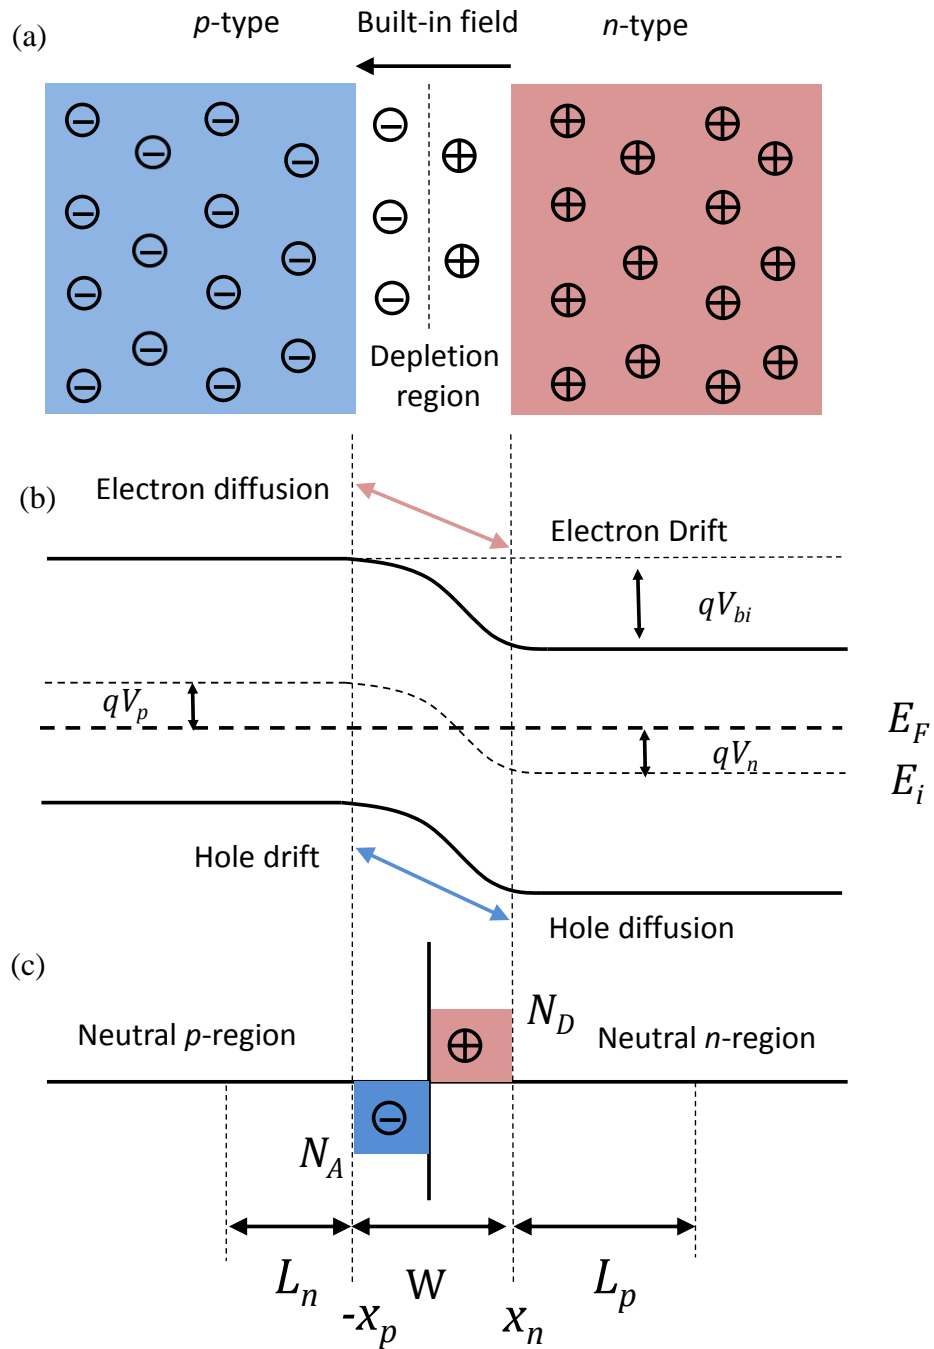 (a)
p-type
Built-in field
n-type
Depletion
region
(b)
Electron diffusion
Electron Drift
qV_bi
qV_p
E_F
qV_n
E_i
Hole drift
Hole diffusion
(c)
N_D
Neutral p-region
Neutral n-region
N_A
L_n
W
L_p
-x_p
x_n